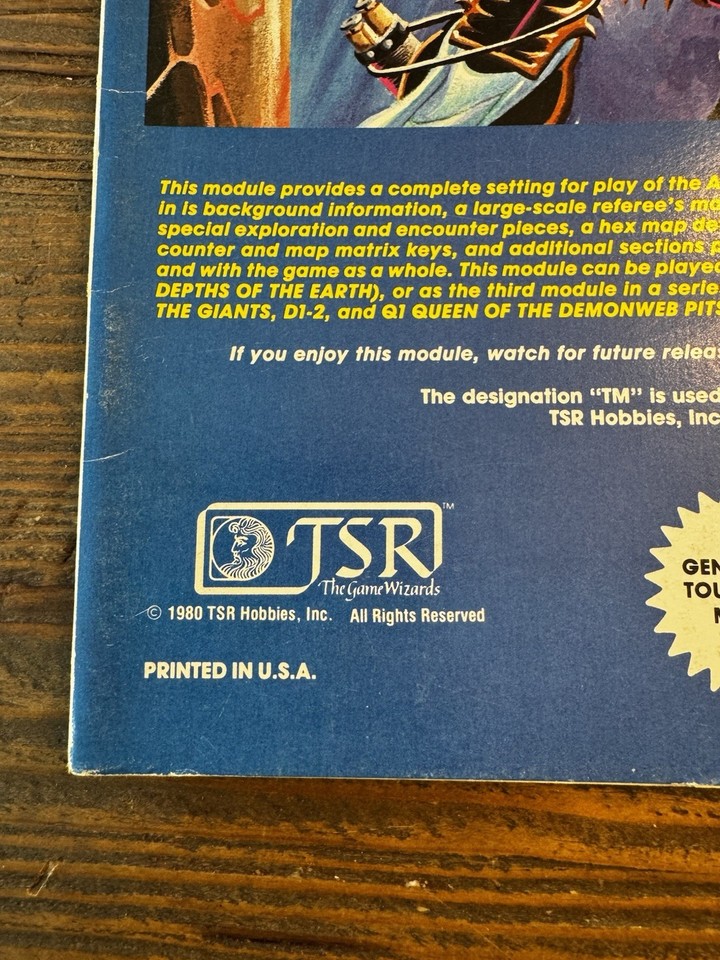 This module provides a complete setting for play of the A
in is background information, a large-scale referee's ma
special exploration and encounter pieces, a hex map de
counter and map matrix keys, and additional sections p
and with the game as a whole. This module can be played
DEPTHS OF THE EARTH), or as the third module in a serie
THE GIANTS, D1-2, and Q1 QUEEN OF THE DEMONWEB PITS
If you enjoy this module, watch for future relea
The designation “TM” is used
TSR Hobbies, Inc
TSR™
The Game Wizards
© 1980 TSR Hobbies, Inc. All Rights Reserved
GEN
TOU
PRINTED IN U.S.A.